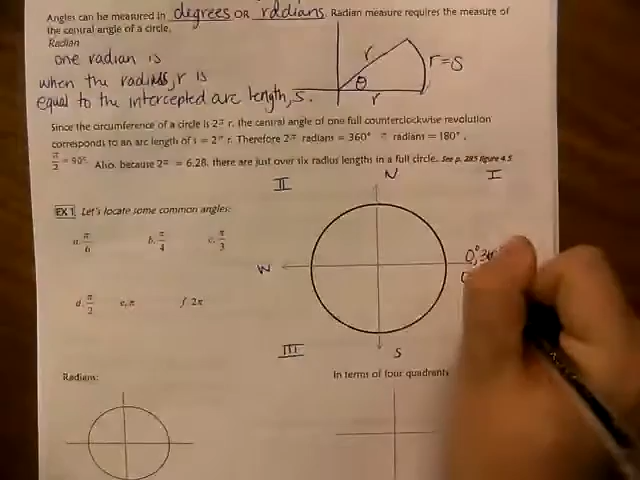 Angles can be measured in degrees OR radians. Radian measure requires the measure of
the central angle of a circle.
Radian
one radian is
when the radius, r is
equal to the intercepted arc length, s.
r
θ
r
r=s
Since the circumference of a circle is 2π r, the central angle of one full counterclockwise revolution
corresponds to an arc length of s = 2π r. Therefore 2π radians = 360° π radians = 180°,
π/2 = 90°. Also, because 2π = 6.28, there are just over six radius lengths in a full circle. See p. 285 figure 4.5
II
N
I
EX 1 Let's locate some common angles:
a. π/6
b. π/4
c. π/3
W
0°, 36
d. π/2
e. π
f. 2π
III
S
Radians:
In terms of four quadrants